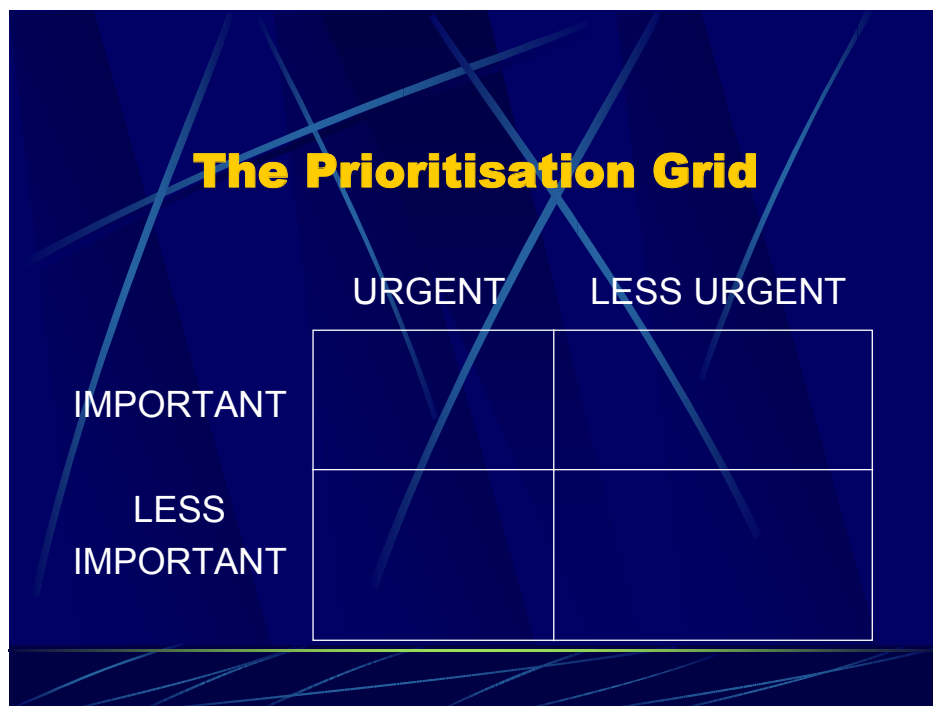 The Prioritisation Grid
URGENT LESS URGENT
IMPORTANT
LESS
IMPORTANT